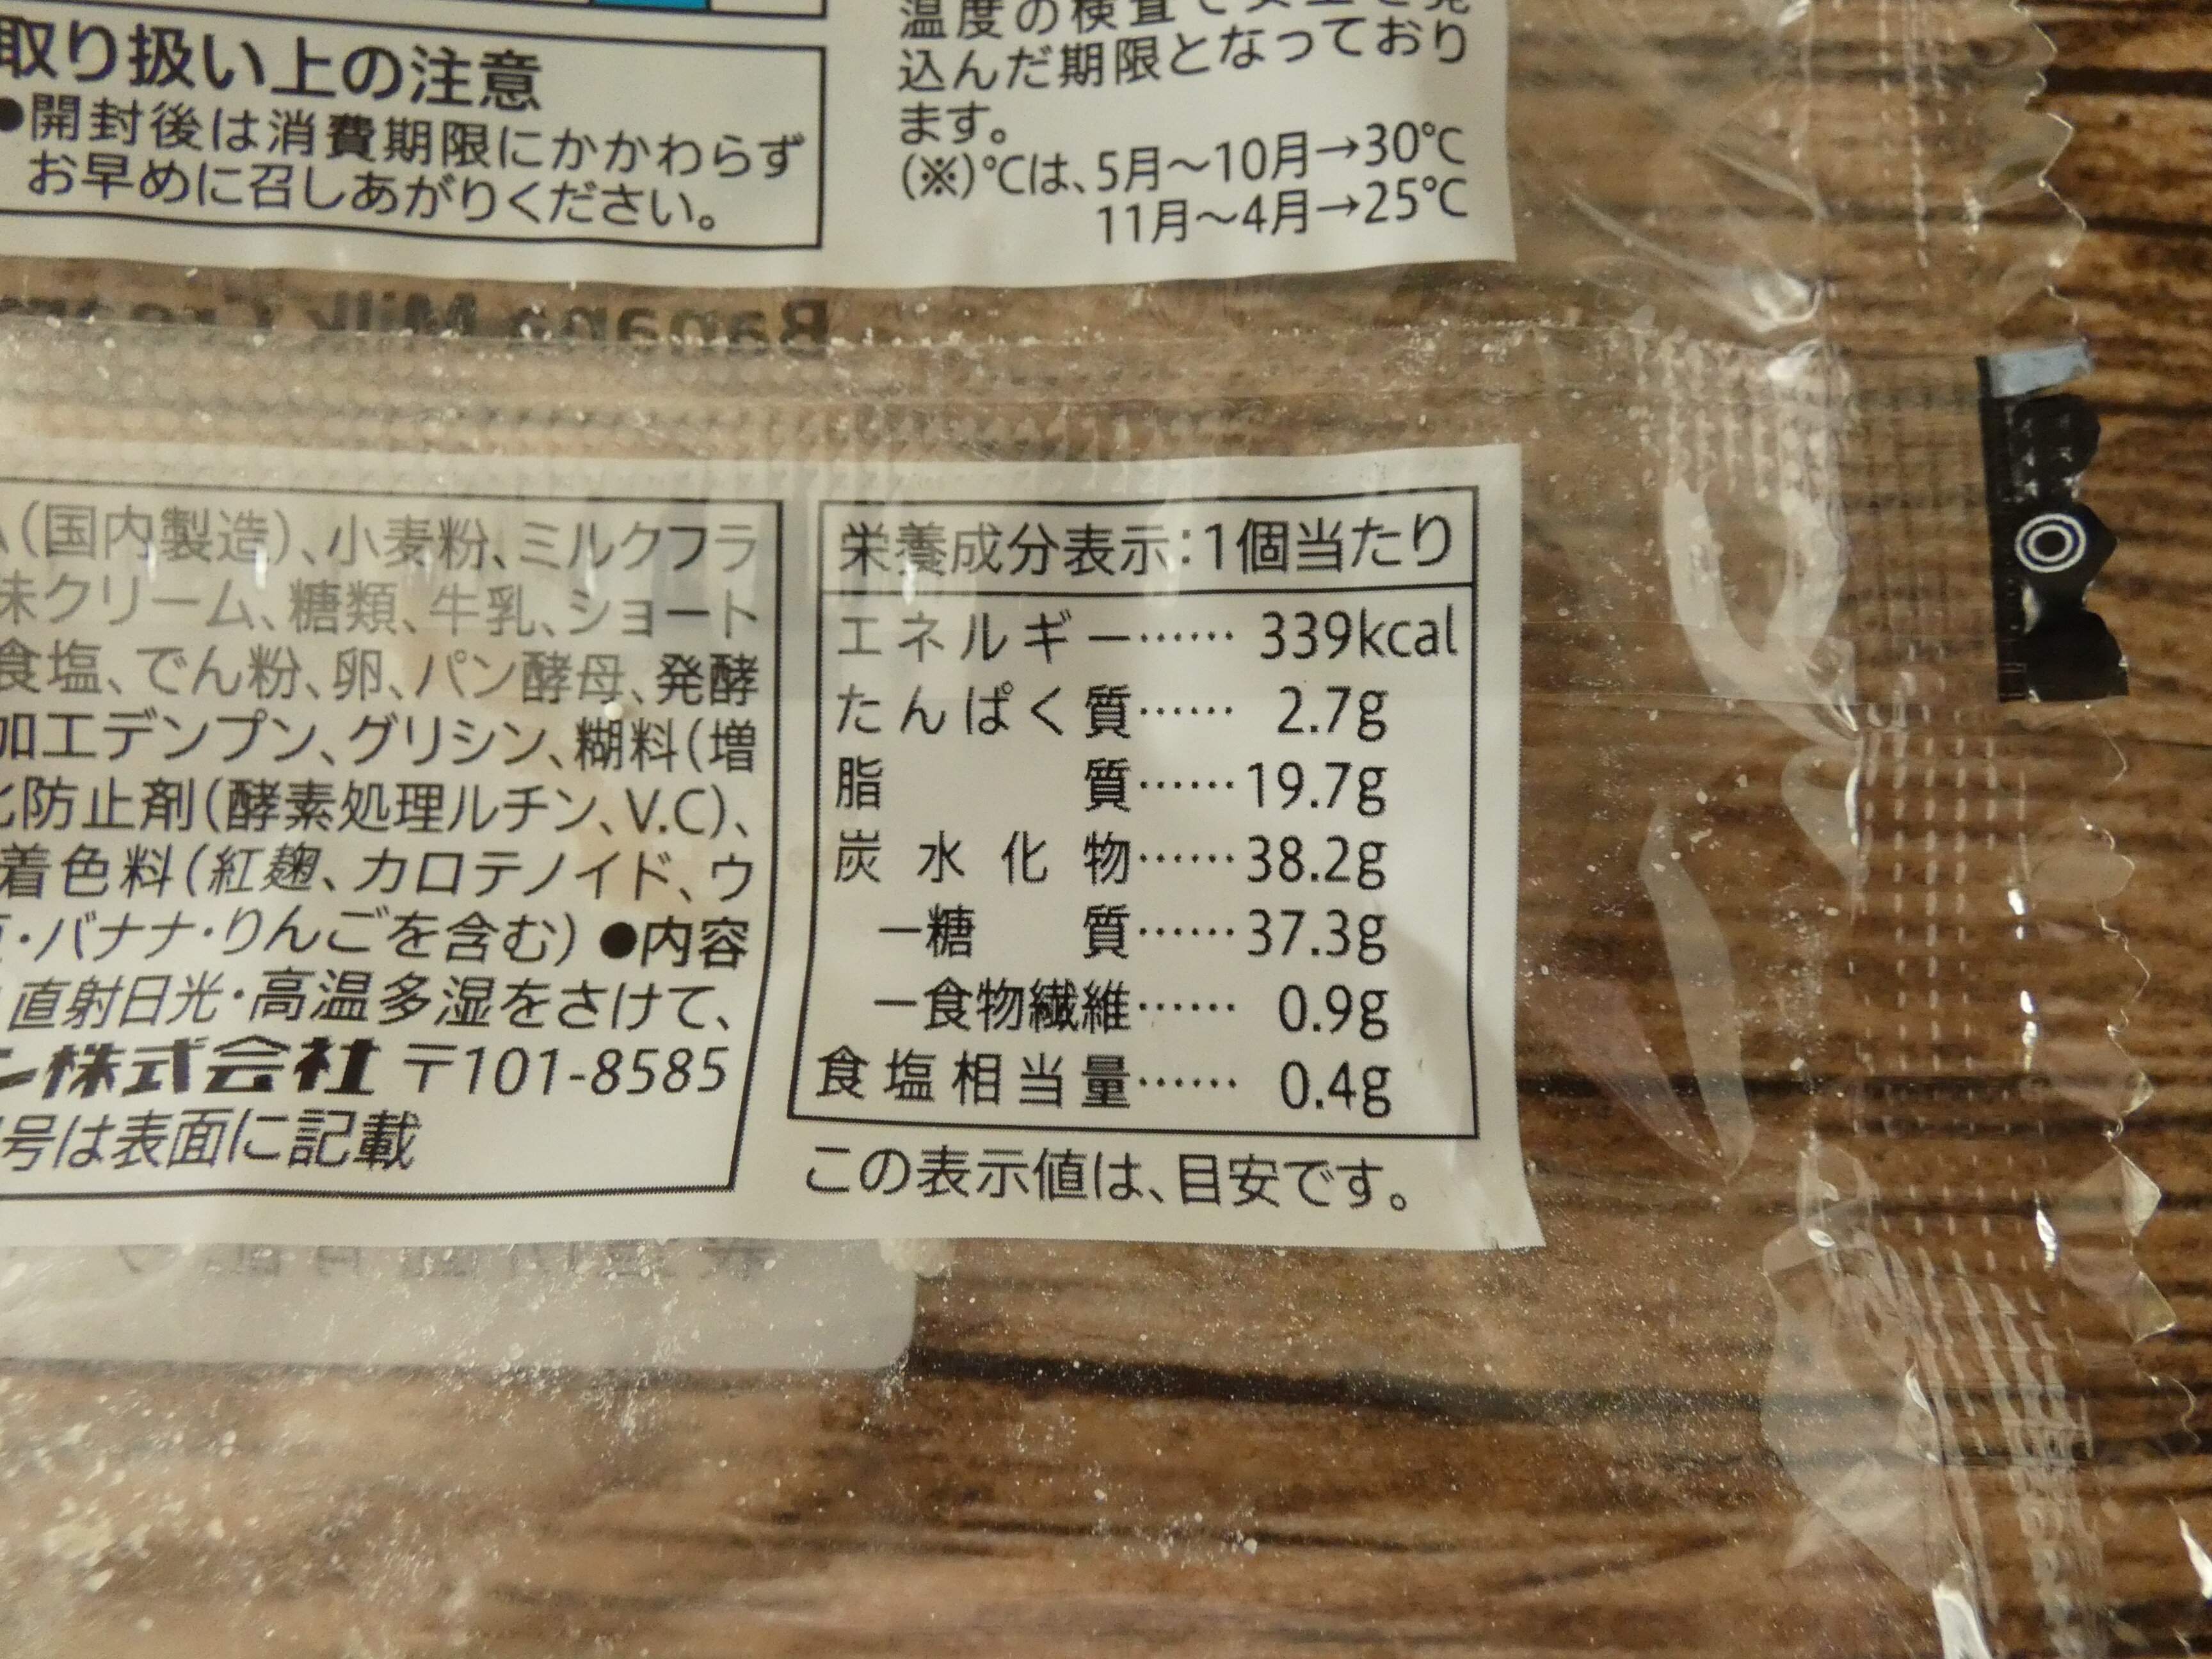 取り扱い上の注意
●開封後は消費期限にかかわらず
お早めに召しあがりください。
温度の検査で
込んだ期限となっており
ます。
(※)℃は、5月～10月→30℃
11月～4月→25℃
Banana Milk Cream
(国内製造)、小麦粉、ミルクフラ
味クリーム、糖類、牛乳、ショート
食塩、でん粉、卵、パン酵母、発酵
加工デンプン、グリシン、糊料(増
防止剤(酵素処理ルチン、V.C)、
着色料(紅麹、カロテノイド、ウ
・バナナ・りんごを含む) ●内容
直射日光・高温多湿をさけて、
ン株式会社 〒101-8585
号は表面に記載
栄養成分表示:1個当たり
エネルギー…… 339kcal
たんぱく質…… 2.7g
脂質……19.7g
炭水化物……38.2g
ー糖質……37.3g
ー食物繊維…… 0.9g
食塩相当量…… 0.4g
この表示値は、目安です。